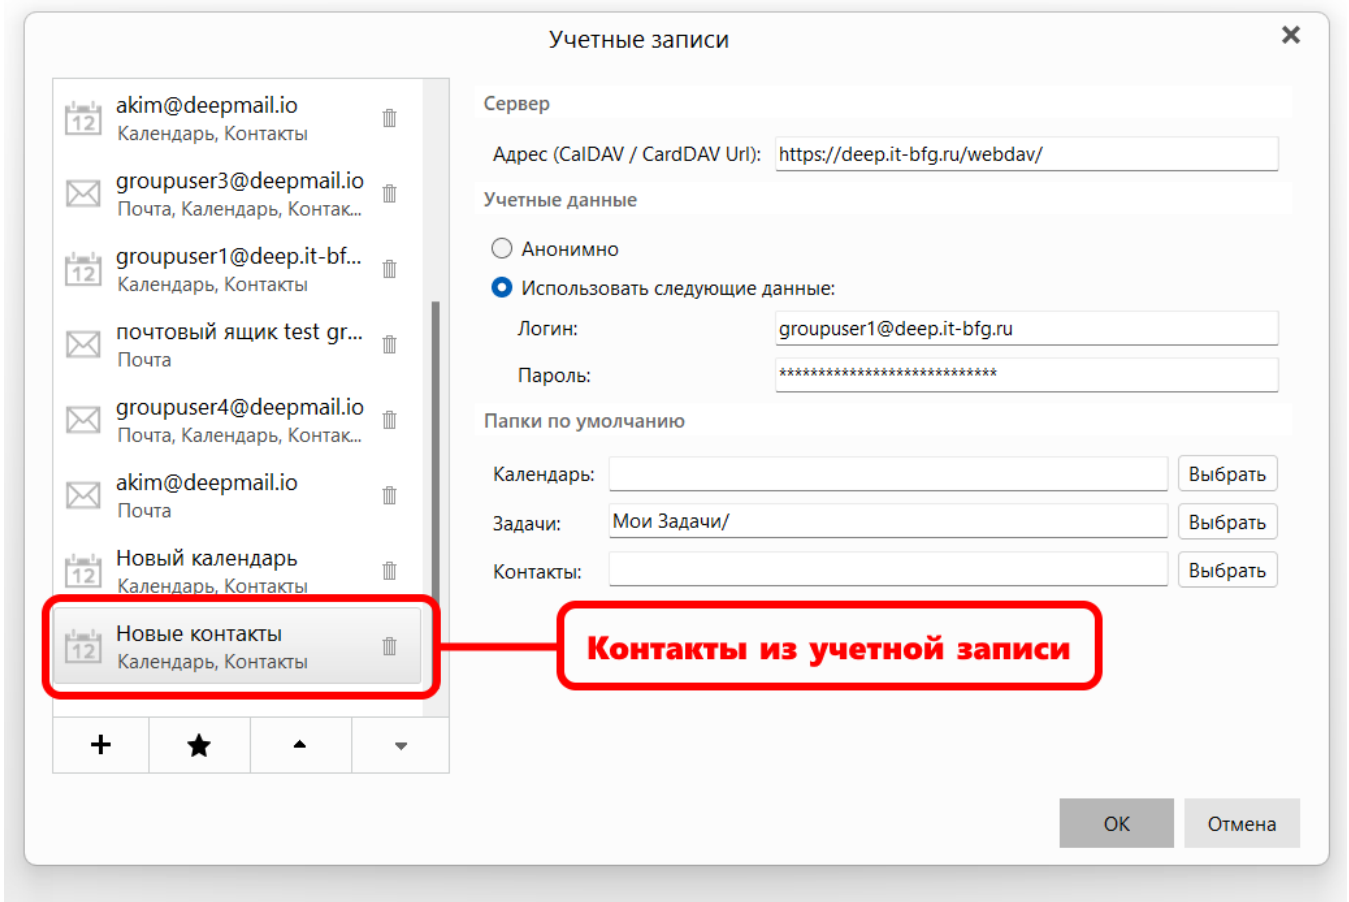 Учетные записи
akim@deepmail.io
Календарь, Контакты
groupuser3@deepmail.io
Почта, Календарь, Контак...
groupuser1@deep.it-bf...
Календарь, Контакты
почтовый ящик test gr...
Почта
groupuser4@deepmail.io
Почта, Календарь, Контак...
akim@deepmail.io
Почта
Новый календарь
Календарь, Контакты
Новые контакты
Календарь, Контакты
Сервер
Адрес (CalDAV / CardDAV Url): https://deep.it-bfg.ru/webdav/
Учетные данные
Анонимно
Использовать следующие данные:
Логин: groupuser1@deep.it-bfg.ru
Пароль: ****************************
Папки по умолчанию
Календарь: Выбрать
Задачи: Мои Задачи/ Выбрать
Контакты: Выбрать
Контакты из учетной записи
OK Отмена